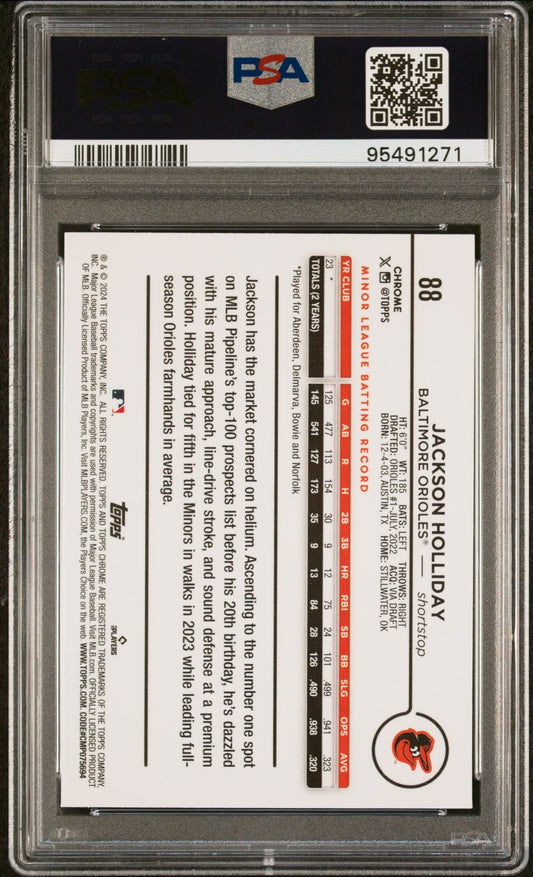 PSA
95491271
88
JACKSON HOLLIDAY
BALTIMORE ORIOLES® — shortstop
HT: 6'0" WT: 185 BATS: LEFT THROWS: RIGHT
DRAFTED: ORIOLES #1-JULY, 2022 ACQ: VIA DRAFT
BORN: 12-4-03, AUSTIN, TX HOME: STILLWATER, OK
CHROME
@TOPPS
MINOR LEAGUE BATTING RECORD
YR CLUB G AB R H 2B 3B HR RBI SB BB SLG OPS AVG
23 * 125 477 113 154 30 9 12 75 24 101 .499 .941 .323
TOTALS (2 YEARS) 145 541 127 173 35 9 13 84 28 126 .490 .938 .320
*Played for Aberdeen, Delmarva, Bowie and Norfolk
Jackson has the market cornered on helium. Ascending to the number one spot
on MLB Pipeline's top-100 prospects list before his 20th birthday, he's dazzled
with his mature approach, line-drive stroke, and sound defense at a premium
position. Holliday tied for fifth in the Minors in walks in 2023 while leading full-
season Orioles farmhands in average.
topps
PLAYERS
® & © 2024 THE TOPPS COMPANY, INC. ALL RIGHTS RESERVED. TOPPS AND TOPPS CHROME ARE REGISTERED TRADEMARKS OF THE TOPPS COMPANY,
INC. Major League Baseball trademarks and copyrights are used with permission of Major League Baseball. Visit MLB.com. OFFICIALLY LICENSED PRODUCT
OF MLB. Officially Licensed Product of MLB Players, Inc. Visit MLBPLAYERS.COM, the Players Choice on the web. WWW.TOPPS.COM. CODE#CMP075694
PSA